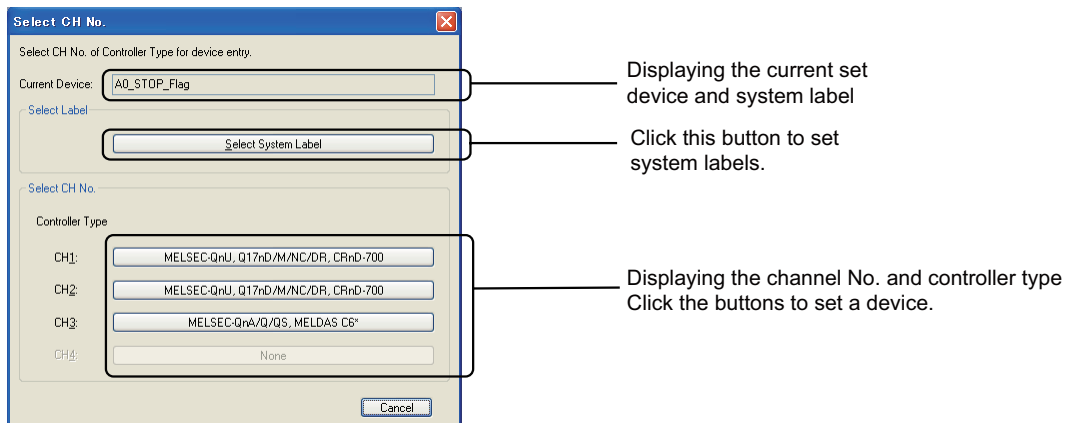 Select CH No.
Select CH No. of Controller Type for device entry.
Current Device: A0_STOP_Flag
Displaying the current set
device and system label
Select Label
Select System Label
Click this button to set
system labels.
Select CH No.
Controller Type
CH1: MELSEC-QnU, Q17nD/M/NC/DR, CRnD-700
CH2: MELSEC-QnU, Q17nD/M/NC/DR, CRnD-700
CH3: MELSEC-QnA/Q/QS, MELDAS C6*
CH4: None
Displaying the channel No. and controller type
Click the buttons to set a device.
Cancel